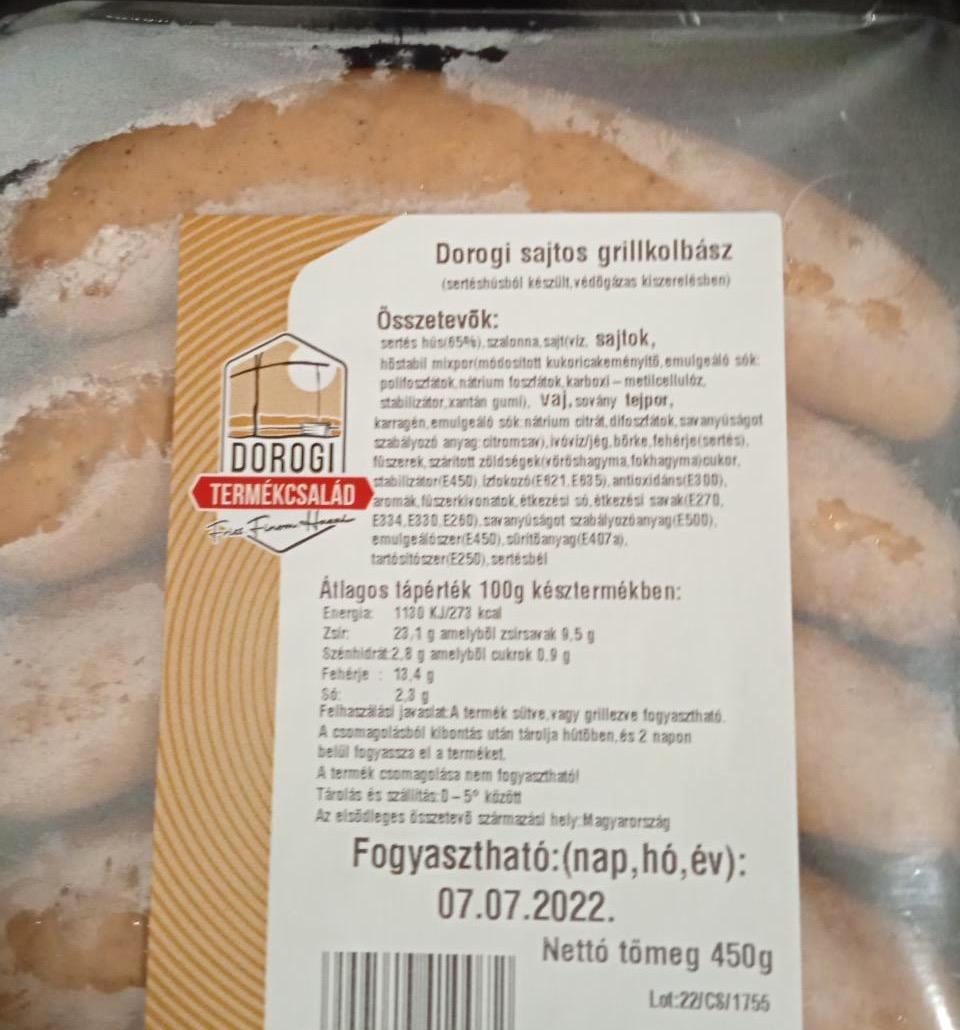 Dorogi sajtos grillkolbász
(sertéshúsból készült,védőgázas kiszerelésben)
Összetevők:
sertés hús(65%),szalonna,sajt(víz, sajtok,
hőstabil mixpor(módosított kukoricakeményítő,emulgeáló sók:
polifoszfátok,nátrium foszfátok,karboxi – metilcellulóz,
stabilizátor,xantán gumi), vaj,sovány tejpor,
karragén,emulgeáló sók:nátrium citrát,difoszfátok,savanyúságot
szabályozó anyag:citromsav),ivóvíz/jég,bőrke,fehérje(sertés),
fűszerek,szárított zöldségek(vöröshagyma,fokhagyma)cukor,
stabilizátor(E450),ízfokozó(E621,E635),antioxidáns(E300),
aromák,fűszerkivonatok,étkezési só,étkezési savak(E270,
E334,E330,E260),savanyúságot szabályozóanyag(E500),
emulgeálószer(E450),sűrítőanyag(E407a),
tartósítószer(E250),sertésbél
DOROGI
TERMÉKCSALÁD
Friss Finom Hazai
Átlagos tápérték 100g késztermékben:
Energia: 1130 KJ/273 kcal
Zsír: 23,1 g amelyből zsírsavak 9,5 g
Szénhidrát:2,8 g amelyből cukrok 0,9 g
Fehérje : 13,4 g
Só: 2,3 g
Felhaszálási javaslat:A termék sütve,vagy grillezve fogyasztható.
A csomagolásból kibontás után tárolja hűtőben,és 2 napon
belül fogyassza el a terméket.
A termék csomagolása nem fogyasztható!
Tárolás és szállítás:0 – 5° között
Az elsődleges összetevő származási hely:Magyarország
Fogyasztható:(nap,hó,év):
07.07.2022.
Nettó tömeg 450g
Lot:22/CS/1755